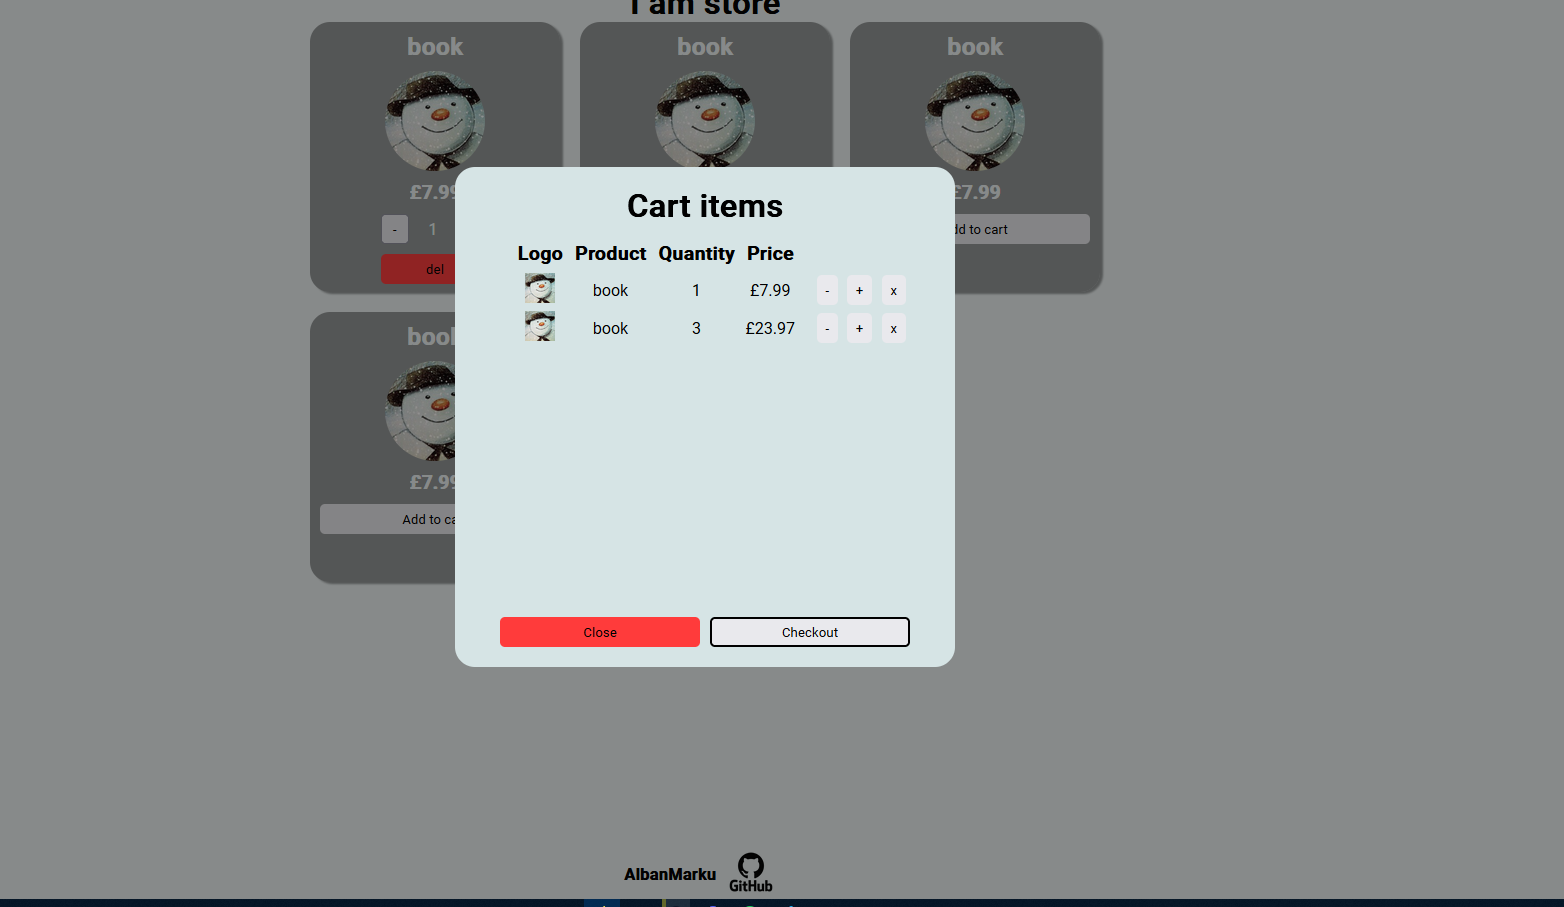 I am store
book
book
book
£7.99
£7.99
- 1
Add to cart
del
Cart items
Logo Product Quantity Price
book 1 £7.99 - + x
book 3 £23.97 - + x
book
£7.99
Close Checkout
AlbanMarku GitHub